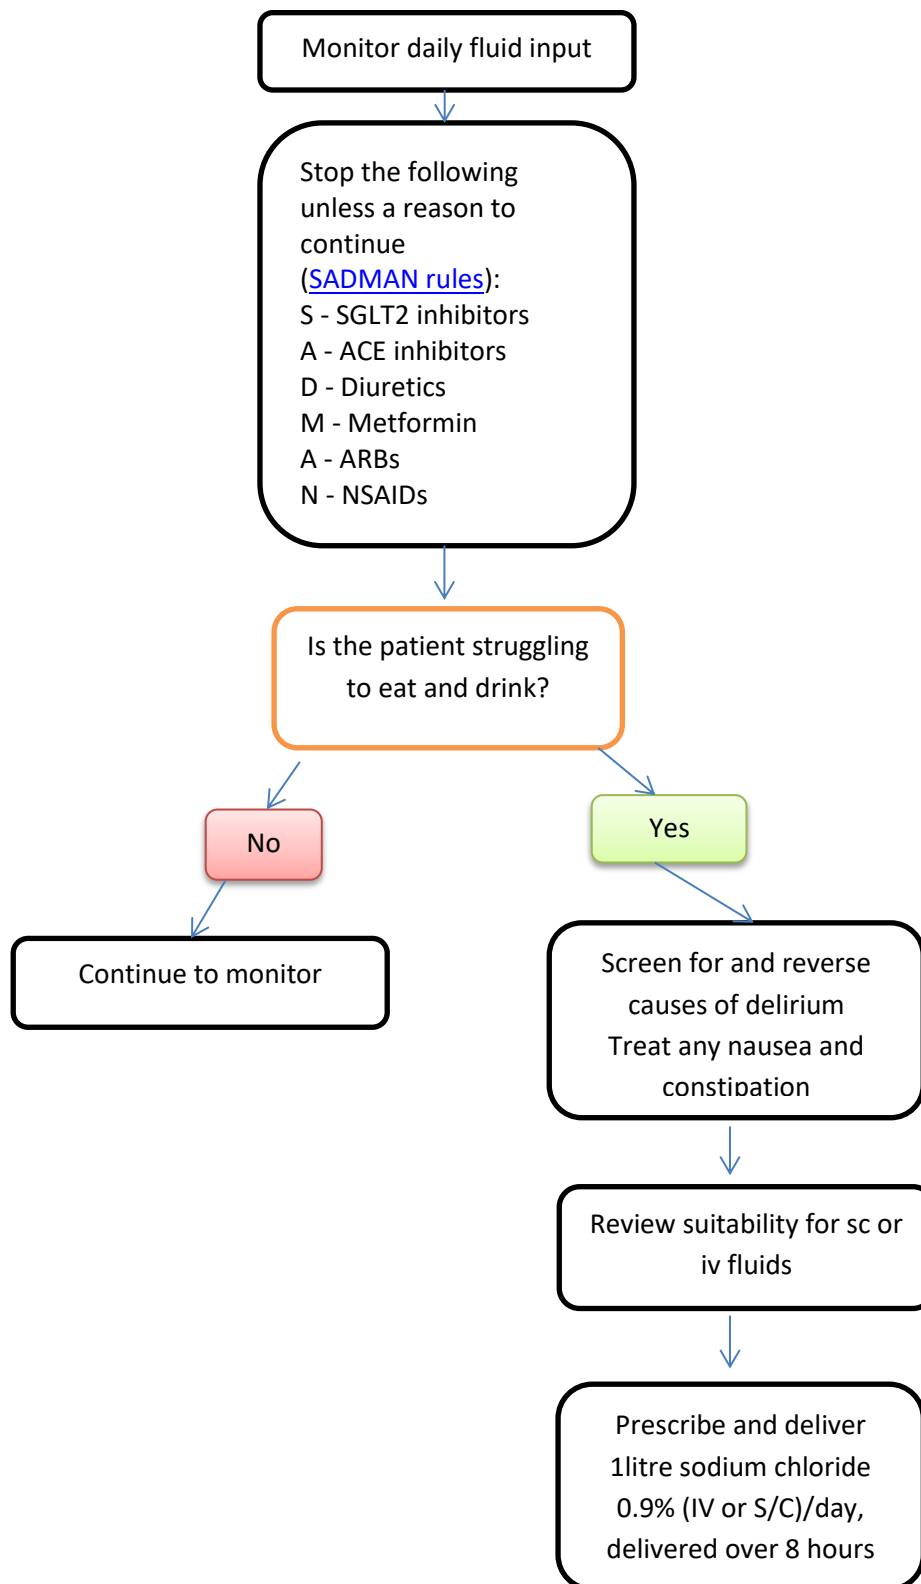 Monitor daily fluid input
Stop the following
unless a reason to
continue
(SADMAN rules):
S - SGLT2 inhibitors
A - ACE inhibitors
D - Diuretics
M - Metformin
A - ARBs
N - NSAIDs
Is the patient struggling
to eat and drink?
No
Yes
Continue to monitor
Screen for and reverse
causes of delirium
Treat any nausea and
constipation
Review suitability for sc or
iv fluids
Prescribe and deliver
1litre sodium chloride
0.9% (IV or S/C)/day,
delivered over 8 hours